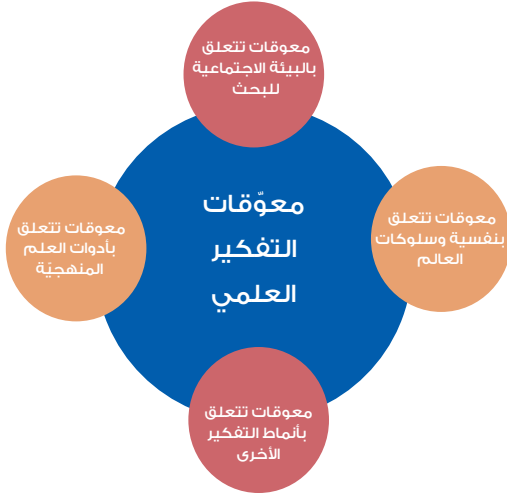 معوقات تتعلق
بالبيئة الاجتماعية
للبحث
معوّقات
التفكير
العلمي
معوقات تتعلق
بنفسية وسلوكات
العالم
معوقات تتعلق
بأدوات العلم
المنهجيّة
معوقات تتعلق
بأنماط التفكير
الأخرى